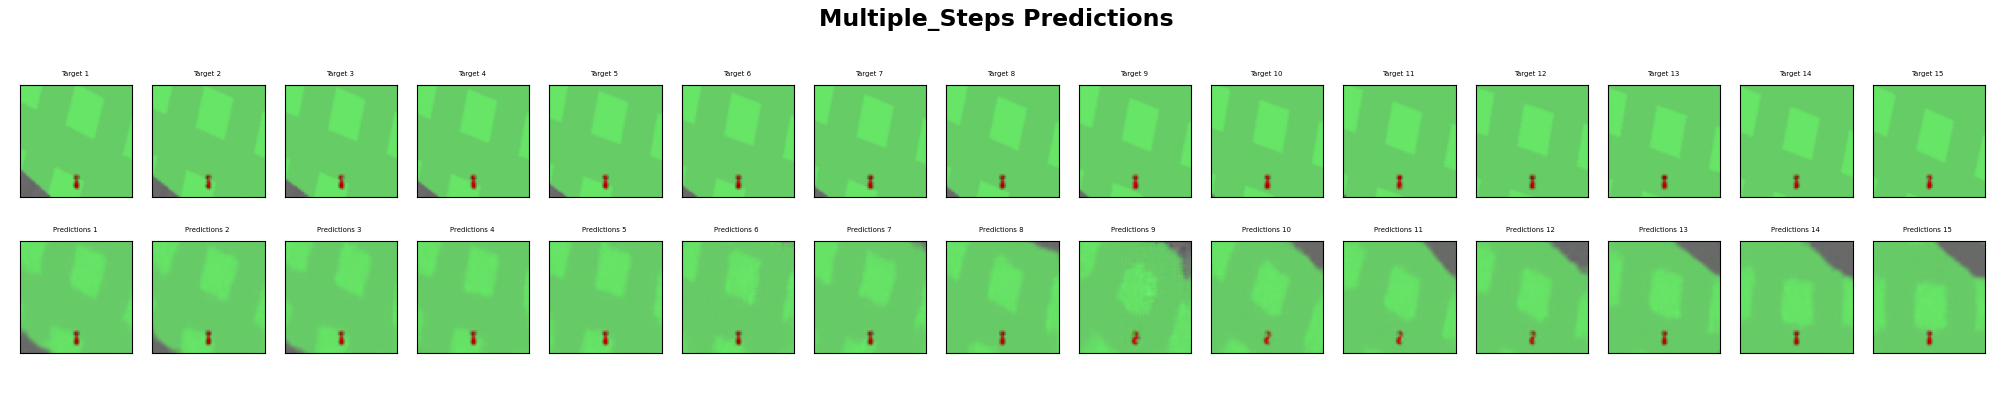 Multiple_Steps Predictions
Target 1 Target 2 Target 3 Target 4 Target 5 Target 6 Target 7 Target 8 Target 9 Target 10 Target 11 Target 12 Target 13 Target 14 Target 15
Predictions 1 Predictions 2 Predictions 3 Predictions 4 Predictions 5 Predictions 6 Predictions 7 Predictions 8 Predictions 9 Predictions 10 Predictions 11 Predictions 12 Predictions 13 Predictions 14 Predictions 15